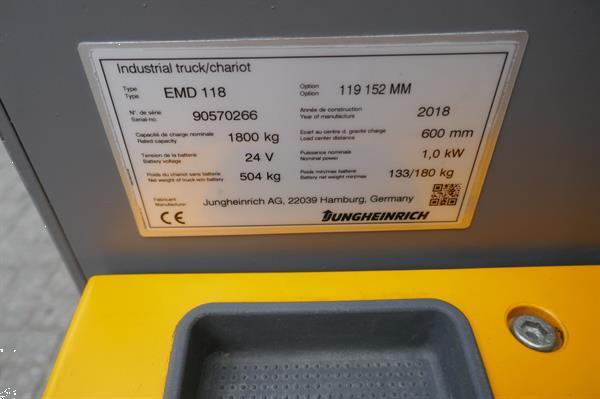 Industrial truck/chariot
Type
Type EMD 118 Option
Option 119 152 MM
N°. de série
Serial-no. 90570266 Année de construction
Year of manufacture 2018
Capacité de charge nominale
Rated capacity 1800 kg Ecart au centre d. gravité charge
Load center distance 600 mm
Tension de la batterie
Battery voltage 24 V Puissance nominale
Nominal power 1,0 kW
Poids du chariot sans batterie
Net weight of truck w/o battery 504 kg Poids min/max batterie
Battery net weight min/max 133/180 kg
Fabricant
Manufacturer Jungheinrich AG, 22039 Hamburg, Germany
CE JUNGHEINRICH